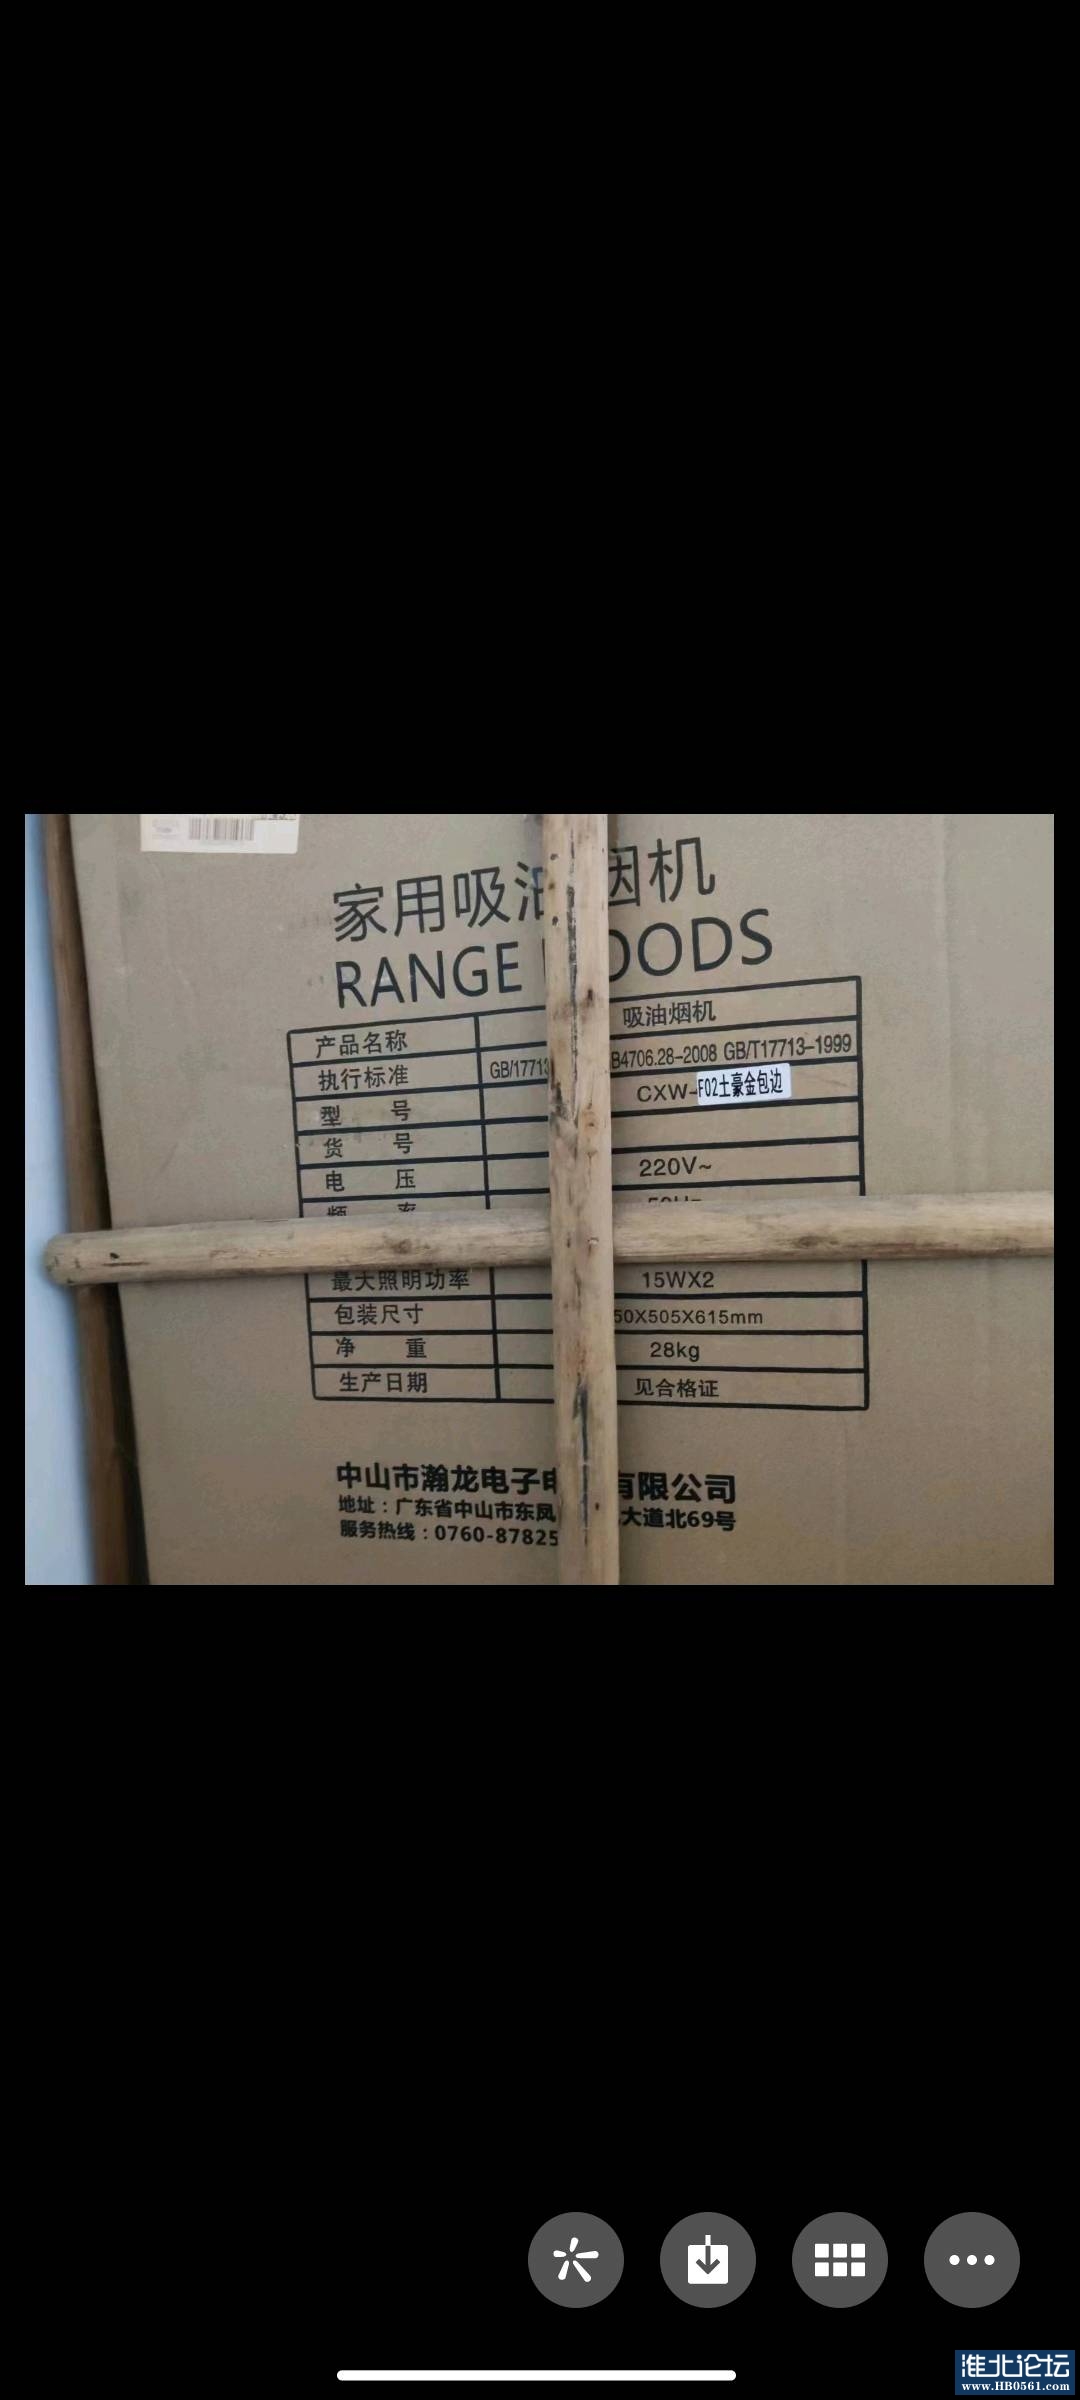 家用吸油烟机
RANGE HOODS
产品名称 吸油烟机
执行标准 GB/17713 B4706.28-2008 GB/T17713-1999
型号 CXW-F02土豪金包边
货号
电压 220V~
频率 50Hz
最大照明功率 15WX2
包装尺寸 50X505X615mm
净重 28kg
生产日期 见合格证
中山市瀚龙电子电 有限公司
地址：广东省中山市东凤 大道北69号
服务热线：0760-87825
淮北论坛
www.HB0561.com